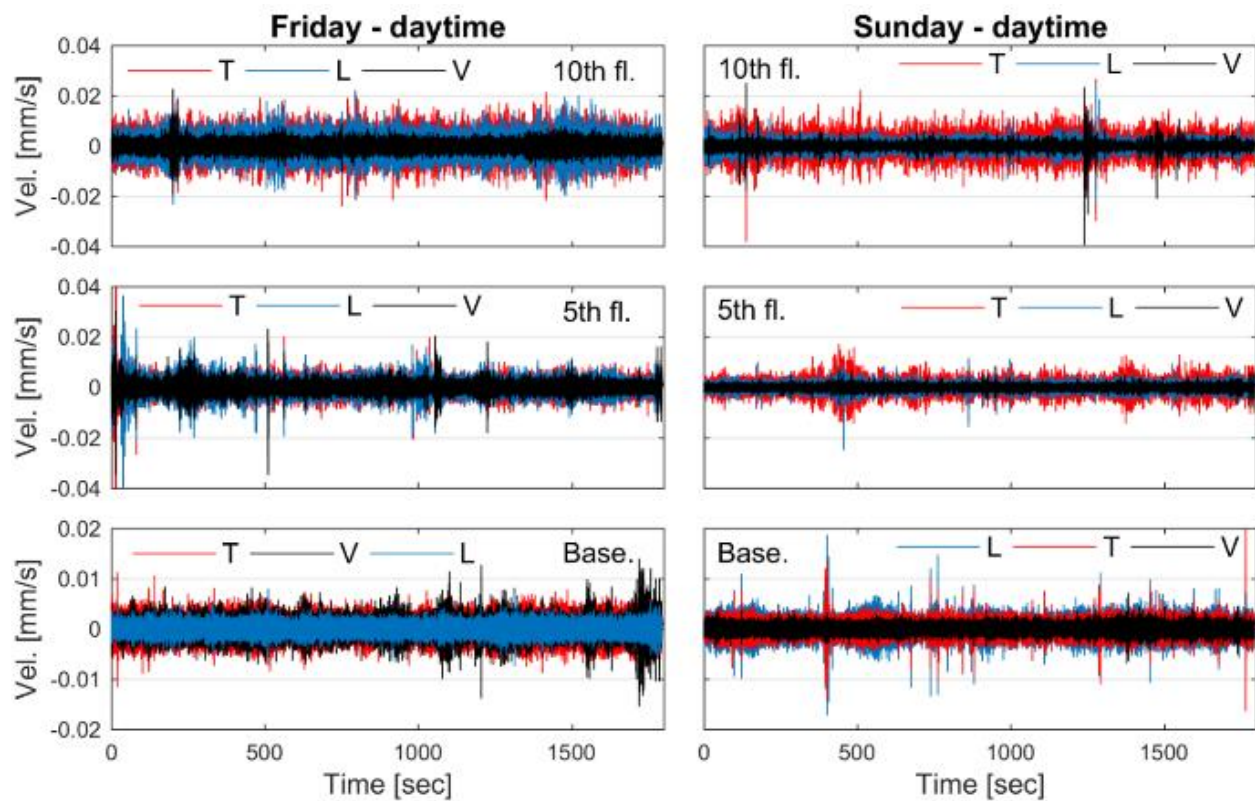 Friday - daytime
Sunday - daytime
0.04
0.02
0
-0.02
-0.04
Vel. [mm/s]
T L V 10th fl.
10th fl. T L V
0.04
0.02
0
-0.02
-0.04
Vel. [mm/s]
T L V 5th fl.
5th fl. T L V
0.02
0.01
0
-0.01
-0.02
Vel. [mm/s]
T V L Base.
Base. L T V
0 500 1000 1500
0 500 1000 1500
Time [sec]
Time [sec]